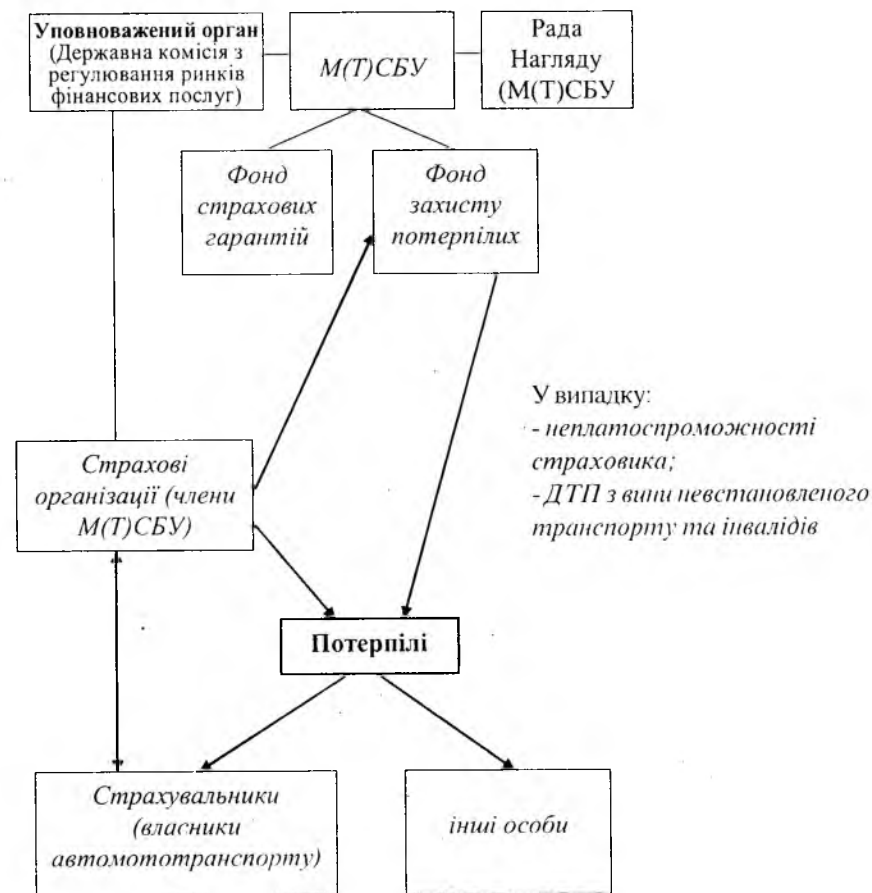 Уповноважений орган
(Державна комісія з
регулювання ринків
фінансових послуг)
М(Т)СБУ
Рада
Нагляду
(М(Т)СБУ
Фонд
страхових
гарантій
Фонд
захисту
потерпілих
У випадку:
- неплатоспроможності
страховика;
- ДТП з вини невстановленого
транспорту та інвалідів
Страхові
організації (члени
М(Т)СБУ)
Потерпілі
Страхувальники
(власники
автомототранспорту)
інші особи